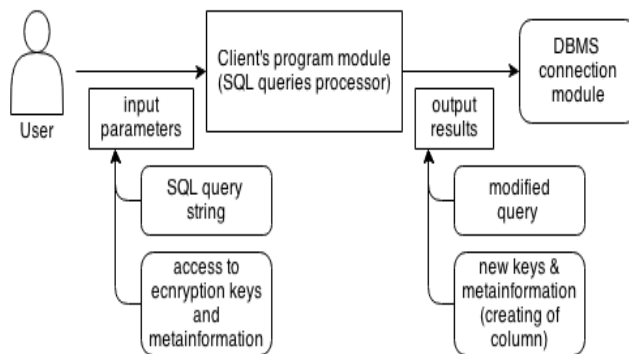 Client's program module
(SQL queries processor)
DBMS
connection
module
User
input
parameters
output
results
SQL query
string
modified
query
access to
ecnryption keys
and
metainformation
new keys &
metainformation
(creating of
column)